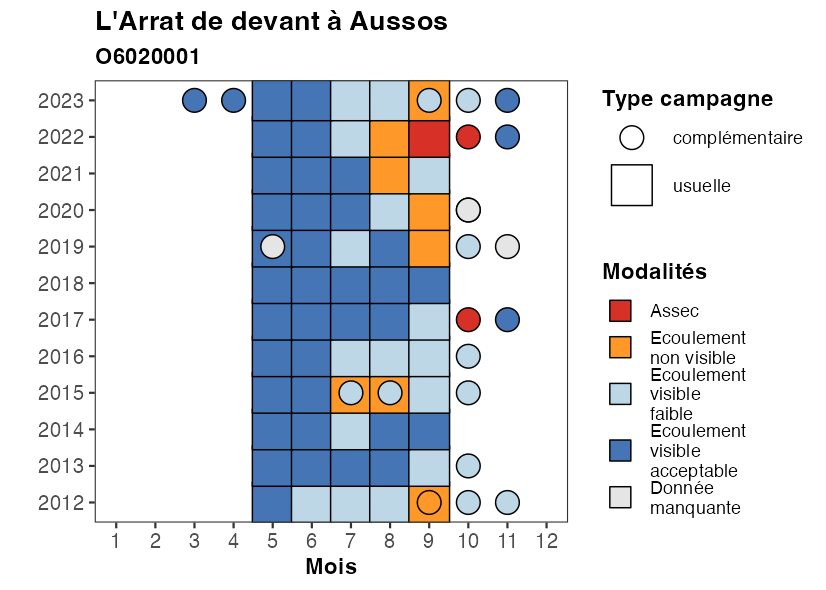 L'Arrat de devant à Aussos
O6020001
2023
2022
2021
2020
2019
2018
2017
2016
2015
2014
2013
2012
1 2 3 4 5 6 7 8 9 10 11 12
Mois
Type campagne
complémentaire
usuelle
Modalités
Assec
Ecoulement
non visible
Ecoulement
visible
faible
Ecoulement
visible
acceptable
Donnée
manquante